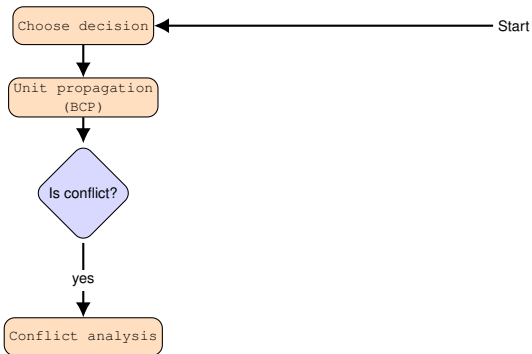 Choose decision
Start
Unit propagation
(BCP)
Is conflict?
yes
Conflict analysis